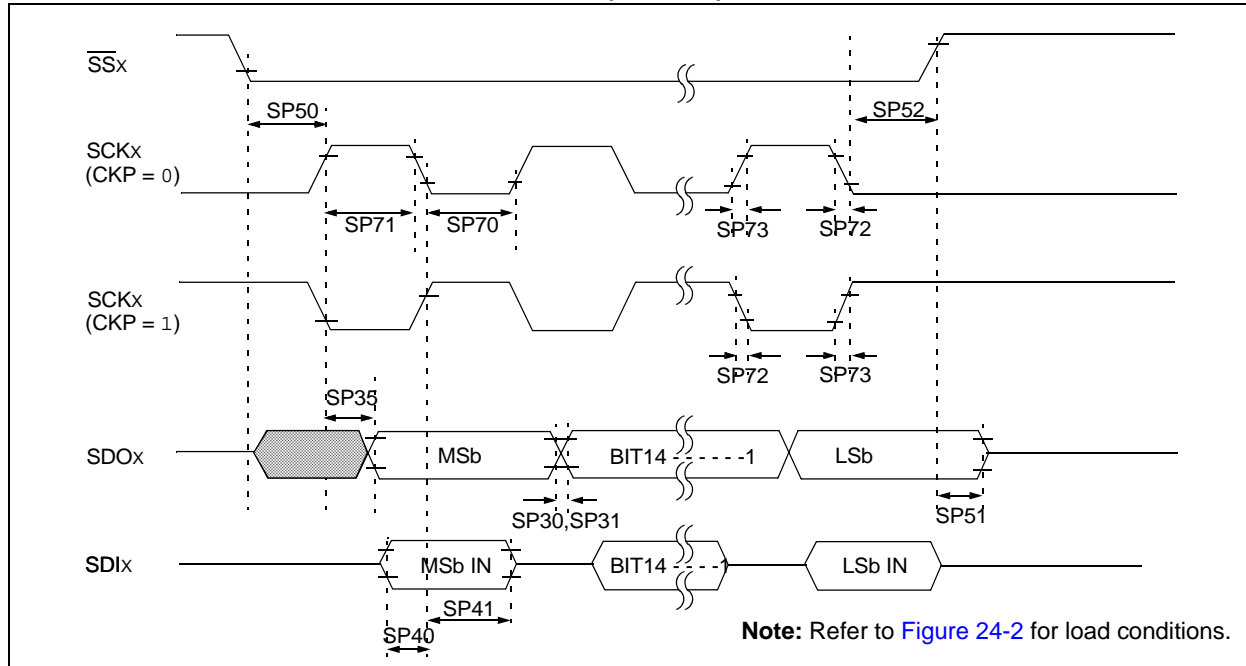 SSX
SP50
SP52
SCKX
(CKP = 0)
SP71
SP70
SP73
SP72
SCKX
(CKP = 1)
SP72
SP73
SP35
SDOX
MSb
BIT14 - - - - - -1
LSb
SP30,SP31
SP51
SDIX
MSb IN
BIT14 - - - - -1
LSb IN
SP41
SP40
Note: Refer to Figure 24-2 for load conditions.